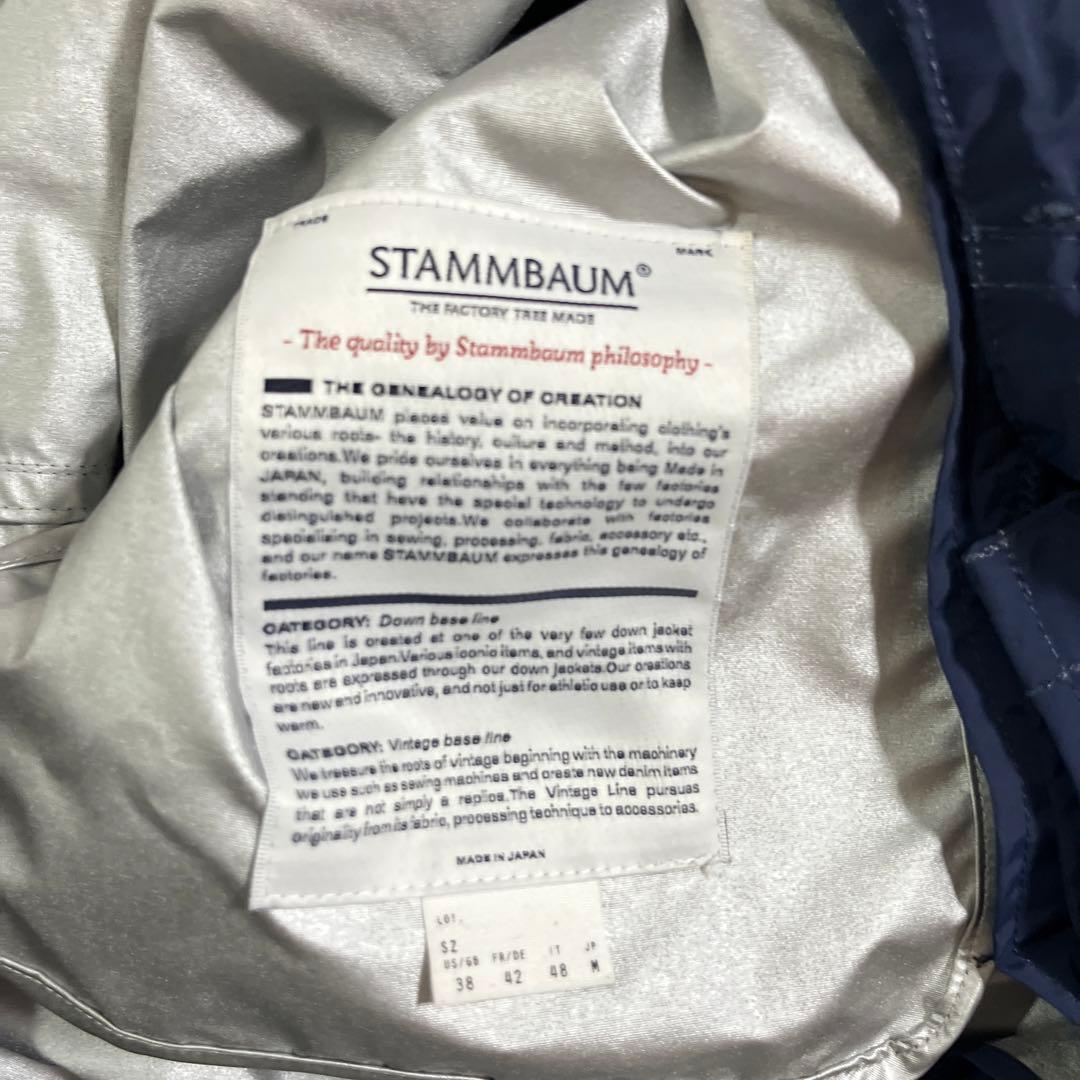 TRADE
MARK
STAMMBAUM®
THE FACTORY TREE MADE
- The quality by Stammbaum philosophy -
THE GENEALOGY OF CREATION
STAMMBAUM places value on incorporating clothing's
various roots- the history, culture and method, into our
creations.We pride ourselves in everything being Made in
JAPAN, building relationships with the few factories
standing that have the special technology to undergo
distinguished projects.We collaborate with factories
specialising in sewing, processing, fabric, accessory etc.,
and our name STAMMBAUM expresses this genealogy of
factories.
CATEGORY: Down base line
This line is created at one of the very few down jacket
factories in Japan.Various iconic items, and vintage items with
roots are expressed through our down jackets.Our creations
are new and innovative, and not just for athletic use or to keep
warm.
CATEGORY: Vintage base line
We treasure the roots of vintage beginning with the machinery
we use such as sewing machines and create new denim items
that are not simply a replica.The Vintage Line pursues
originality from its fabric, processing technique to accessories.
MADE IN JAPAN
LOT.
SZ
US/GB FR/DE IT JP
38 42 48 M